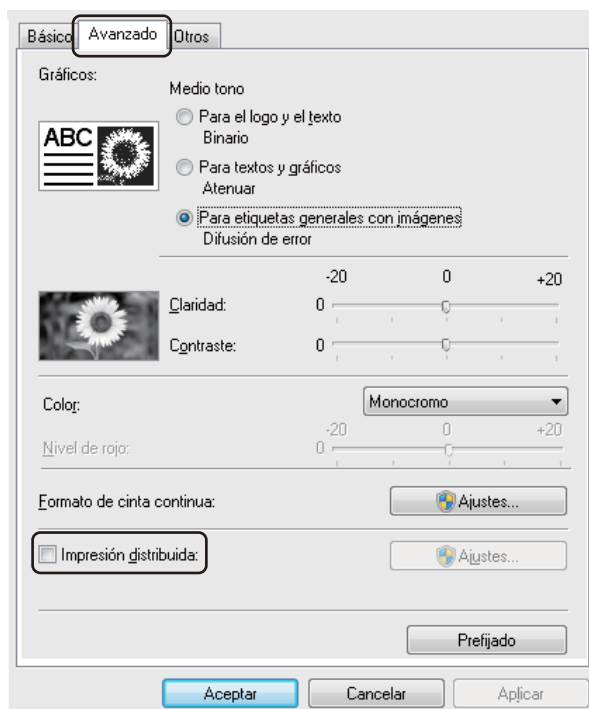 Básico Avanzado Otros
Gráficos:
Medio tono
Para el logo y el texto
Binario
ABC
Para textos y gráficos
Atenuar
Para etiquetas generales con imágenes
Difusión de error
-20 0 +20
Claridad: 0
Contraste: 0
Color: Monocromo
-20 0 +20
Nivel de rojo: 0
Formato de cinta continua: Ajustes...
Impresión distribuida: Ajustes...
Prefijado
Aceptar Cancelar Aplicar